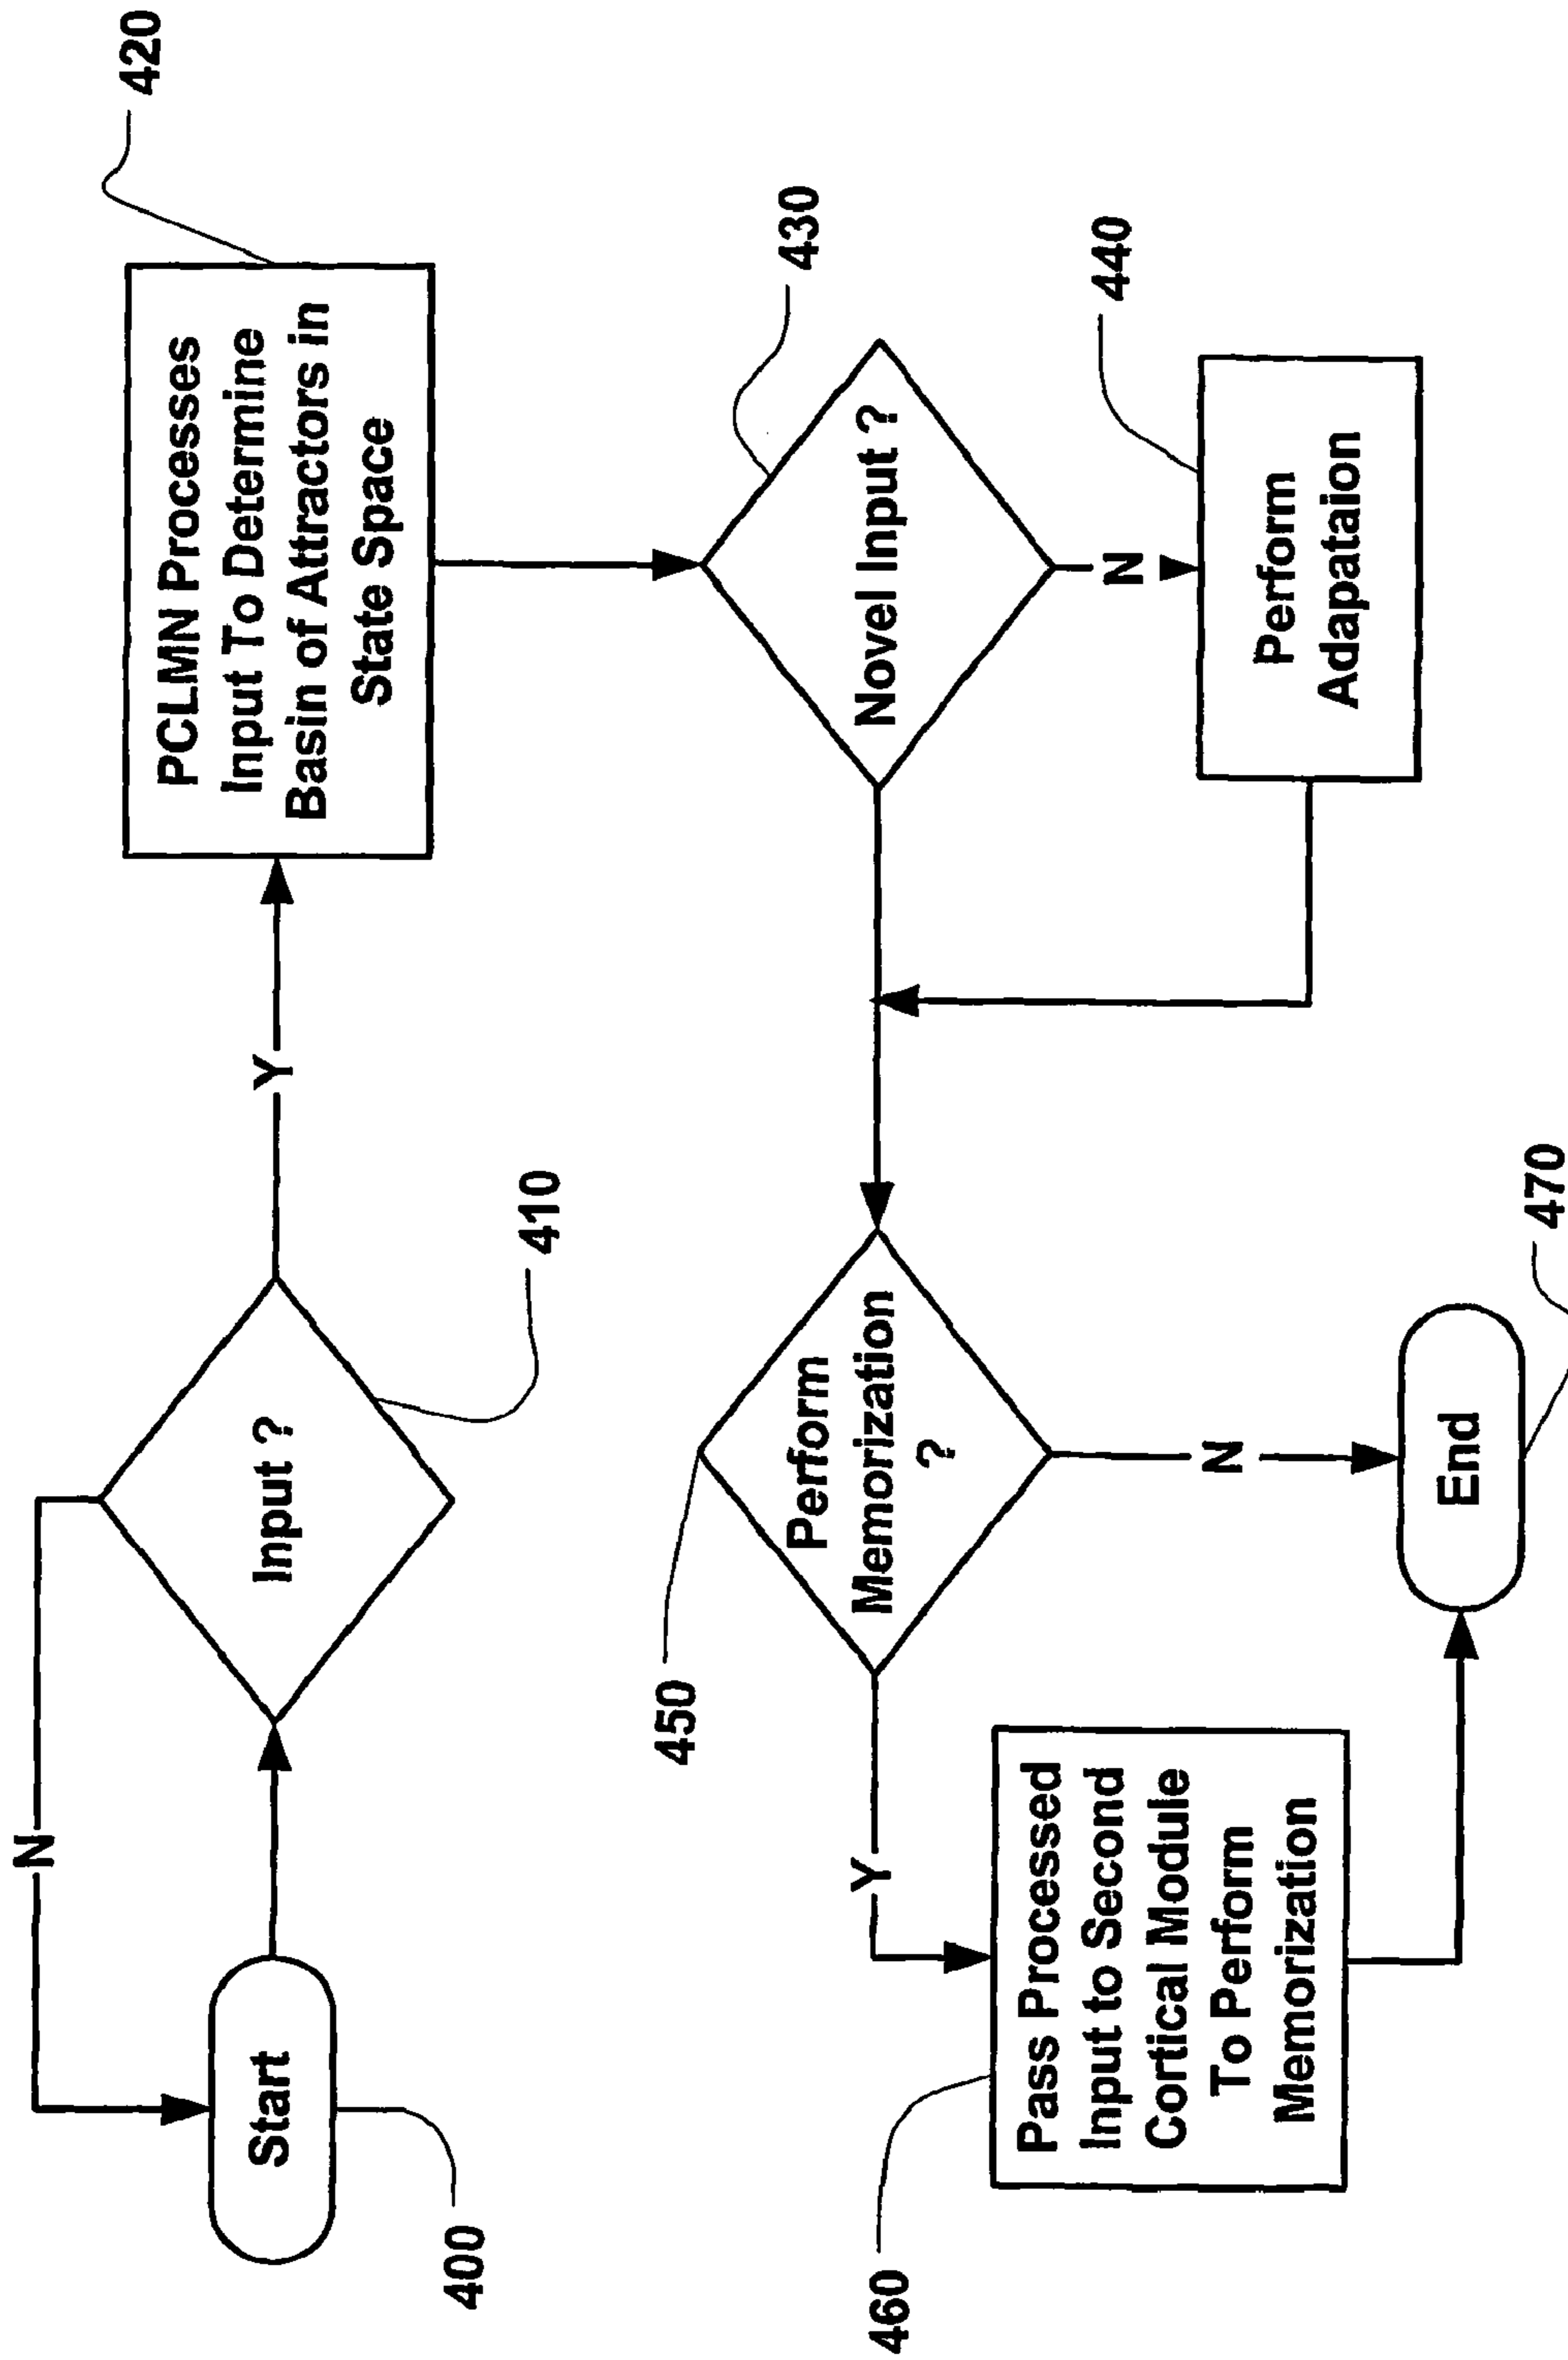 N
Start
400
Input ?
410
Y
PCLMN Processes
Input To Determine
Basin of Attractors in
State Space
420
Novel Input ?
430
N
Perform
Adapataion
440
Perform
Memorization
?
450
Y
Pass Processed
Input to Second
Cortical Module
To Perform
Memorization
460
N
End
470